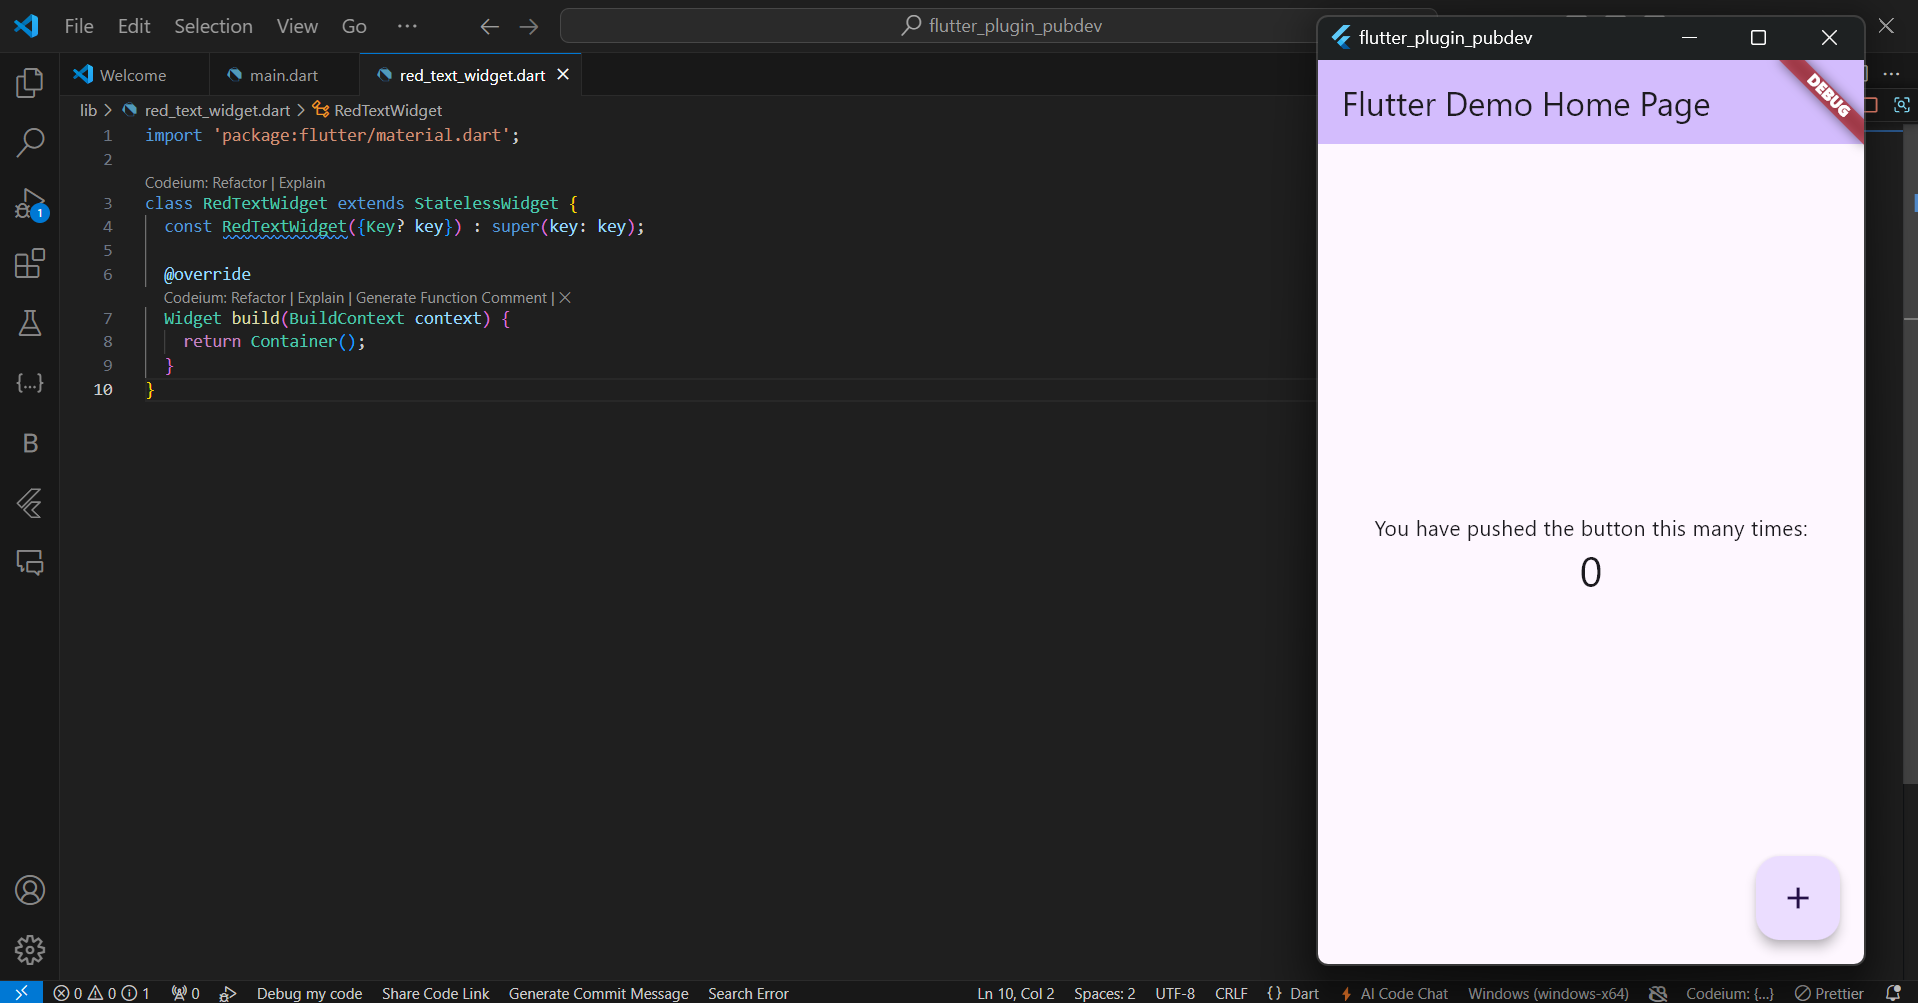 File Edit Selection View Go ···
flutter_plugin_pubdev
Welcome
main.dart
red_text_widget.dart
lib > red_text_widget.dart > RedTextWidget
1 import 'package:flutter/material.dart';
2
Codeium: Refactor | Explain
3 class RedTextWidget extends StatelessWidget {
4 const RedTextWidget({Key? key}) : super(key: key);
5
6 @override
Codeium: Refactor | Explain | Generate Function Comment | ×
7 Widget build(BuildContext context) {
8 return Container();
9 }
10 }
1
{...}
B
flutter_plugin_pubdev
Flutter Demo Home Page
DEBUG
You have pushed the button this many times:
0
+
0 0 1 0 Debug my code Share Code Link Generate Commit Message Search Error Ln 10, Col 2 Spaces: 2 UTF-8 CRLF {} Dart AI Code Chat Windows (windows-x64) Codeium: {...} Prettier